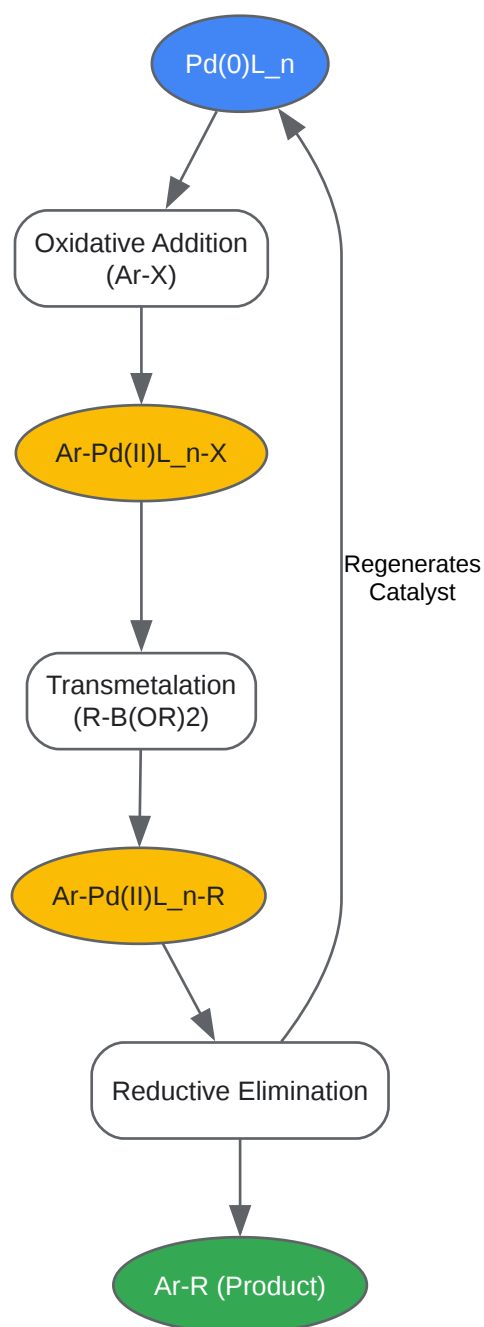 Pd(0)L_n
Oxidative Addition
(Ar-X)
Ar-Pd(II)L_n-X
Regenerates
Catalyst
Transmetalation
(R-B(OR)2)
Ar-Pd(II)L_n-R
Reductive Elimination
Ar-R (Product)